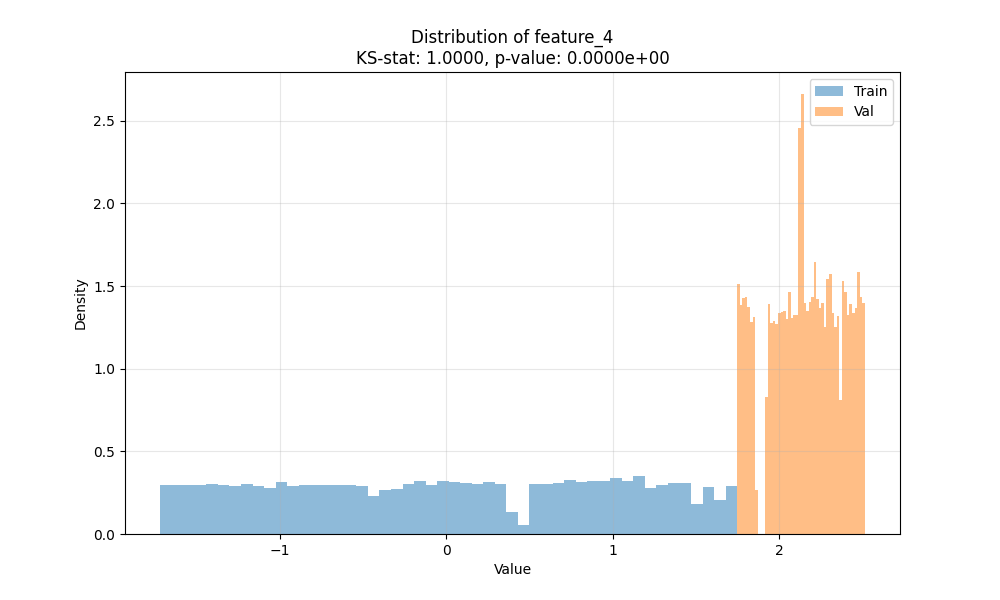 Distribution of feature_4
KS-stat: 1.0000, p-value: 0.0000e+00
Train
Val
Density
2.5
2.0
1.5
1.0
0.5
0.0
−1
0
1
2
Value